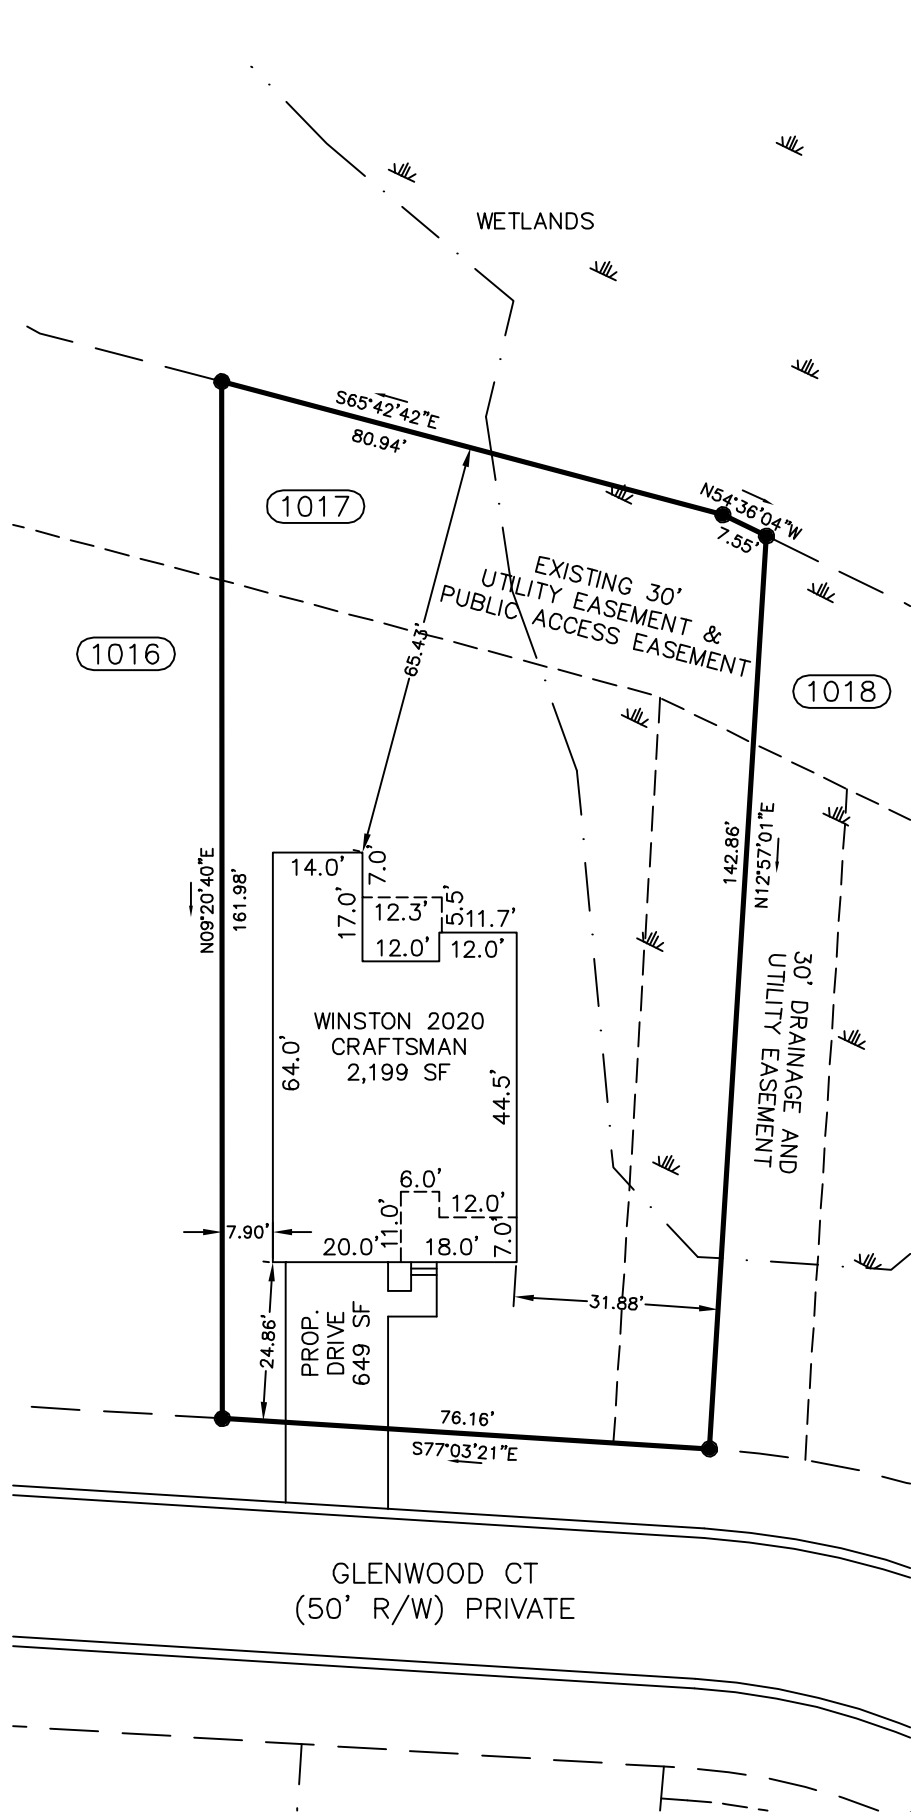 WETLANDS
S65°42'42"E
80.94'
N54°36'04"W
7.55'
1017
EXISTING 30'
UTILITY EASEMENT &
PUBLIC ACCESS EASEMENT
1016
65.43'
1018
142.86'
N12°57'01"E
N09°20'40"E
161.98'
14.0'
7.0'
17.0'
12.3'
5.5'
11.7'
12.0'
12.0'
WINSTON 2020
CRAFTSMAN
2,199 SF
64.0'
44.5'
30' DRAINAGE AND
UTILITY EASEMENT
6.0'
12.0'
11.0'
7.0'
7.90'
20.0'
18.0'
31.88'
24.86'
PROP.
DRIVE
649 SF
76.16'
S77°03'21"E
GLENWOOD CT
(50' R/W) PRIVATE